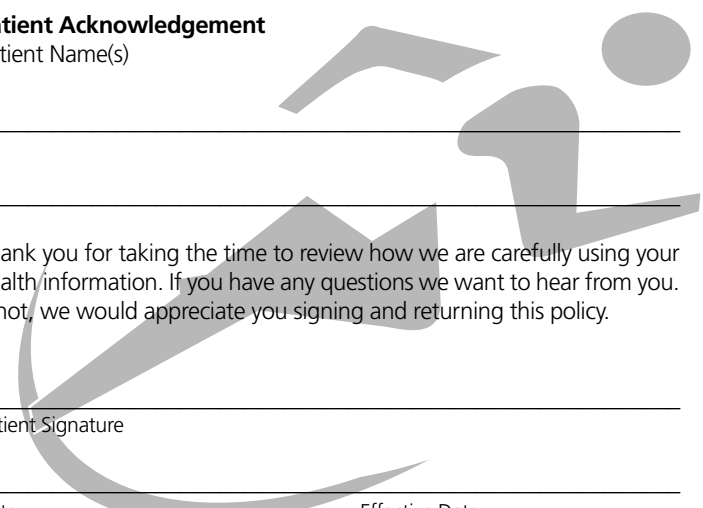 tient Acknowledgement
tient Name(s)
ank you for taking the time to review how we are carefully using your
alth information. If you have any questions we want to hear from you.
not, we would appreciate you signing and returning this policy.
tient Signature
Effective Date